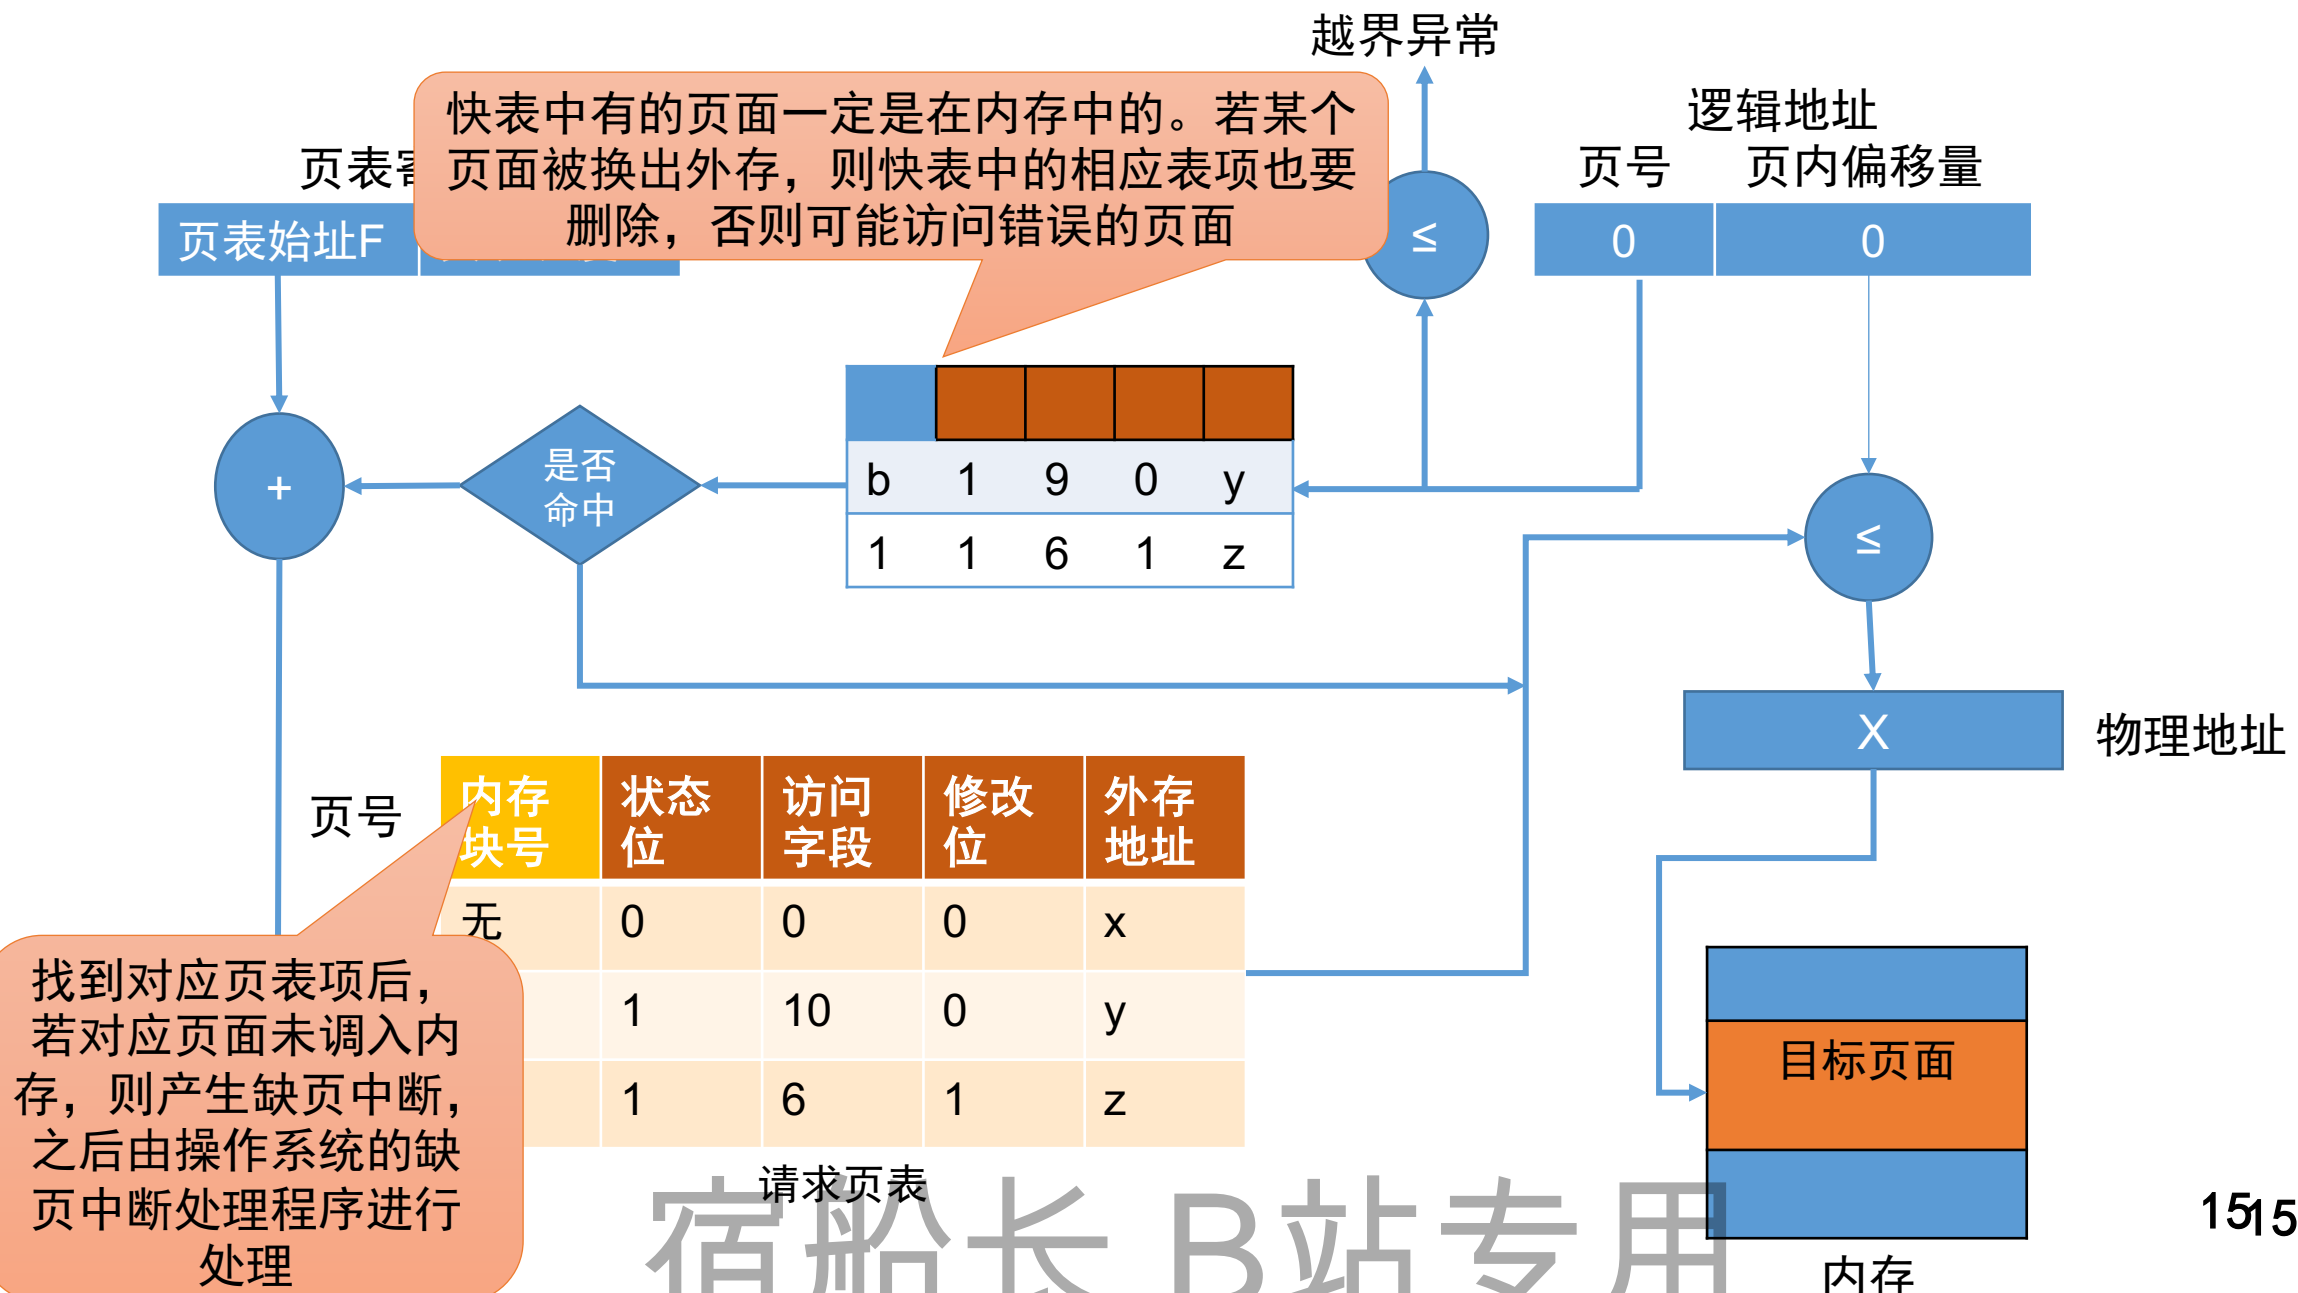 越界异常
快表中有的页面一定是在内存中的。若某个
页面被换出外存，则快表中的相应表项也要
删除，否则可能访问错误的页面
逻辑地址
页号 页内偏移量
页表
页表始址F
≤
0 0
+
是否
命中
b 1 9 0 y
1 1 6 1 z
≤
X
物理地址
页号
内存
块号
状态
位
访问
字段
修改
位
外存
地址
无 0 0 0 x
1 10 0 y
1 6 1 z
找到对应页表项后，
若对应页面未调入内
存，则产生缺页中断，
之后由操作系统的缺
页中断处理程序进行
处理
请求页表
目标页面
内存
宿船长 B站专用
15
15